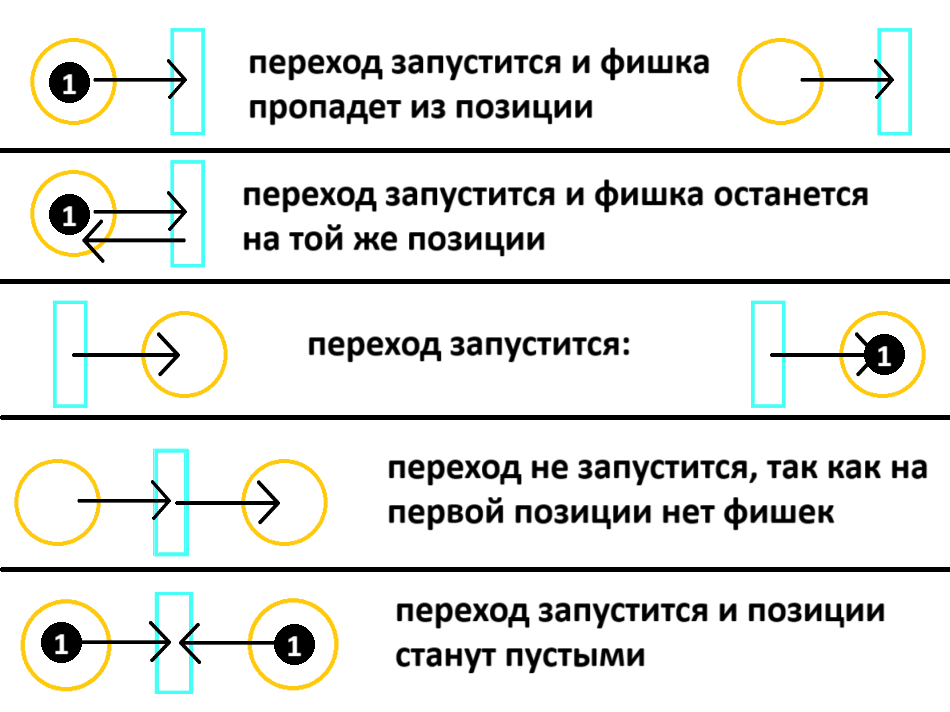 1
переход запустится и фишка
пропадет из позиции
1
переход запустится и фишка останется
на той же позиции
переход запустится:
1
переход не запустится, так как на
первой позиции нет фишек
1
1
переход запустится и позиции
станут пустыми